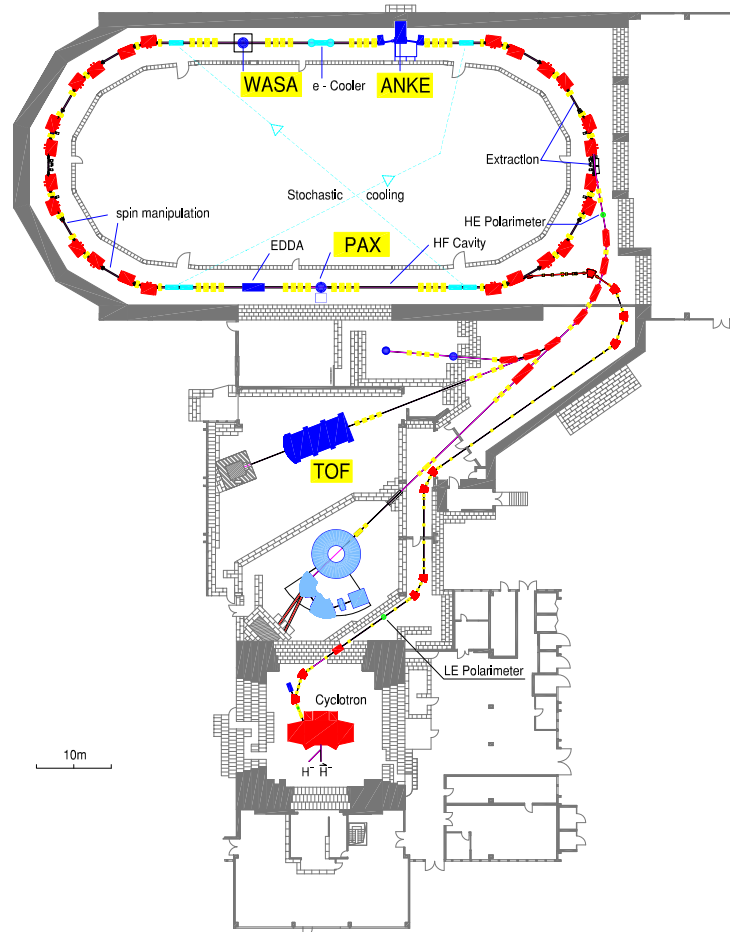 WASA
e - Cooler
ANKE
Extraction
Stochastic cooling
spin manipulation
HE Polarimeter
EDDA
PAX
HF Cavity
TOF
LE Polarimeter
Cyclotron
10m
H⁻ H⃗⁻